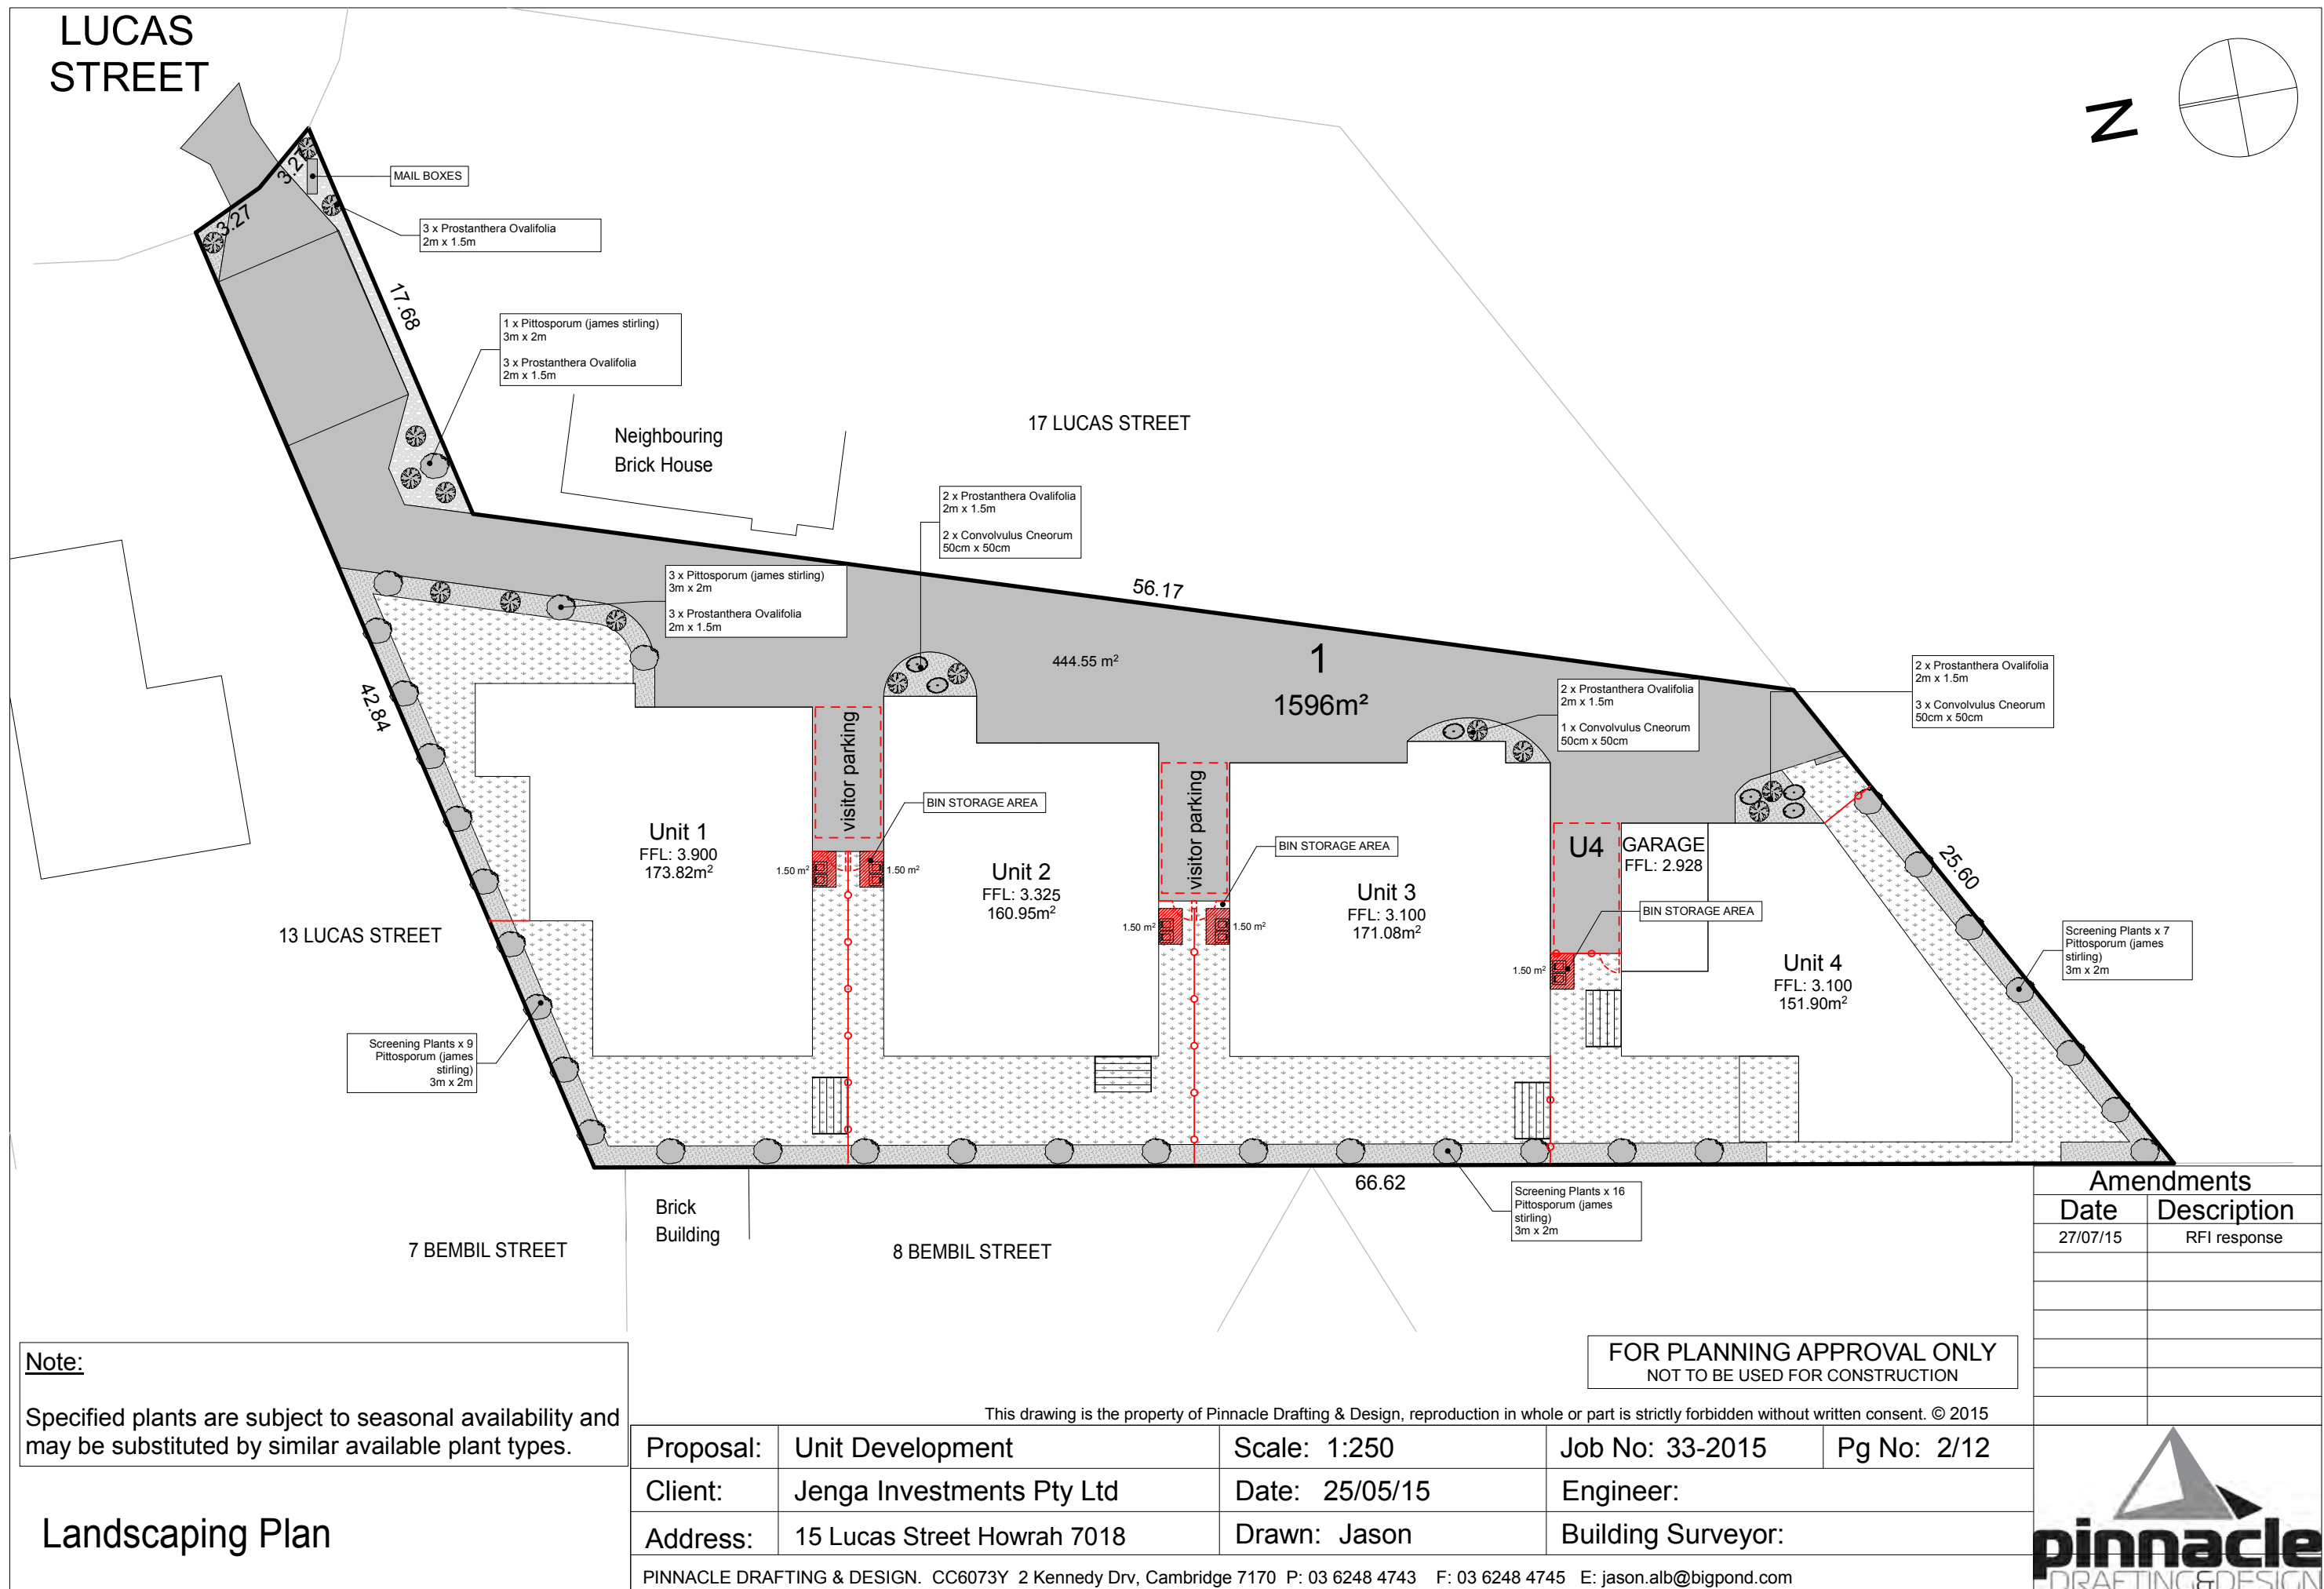 LUCAS
STREET
N
MAIL BOXES
3.27
3.27
3 x Prostanthera Ovalifolia
2m x 1.5m
17.68
1 x Pittosporum (james stirling)
3m x 2m
3 x Prostanthera Ovalifolia
2m x 1.5m
Neighbouring
Brick House
17 LUCAS STREET
2 x Prostanthera Ovalifolia
2m x 1.5m
2 x Convolvulus Cneorum
50cm x 50cm
3 x Pittosporum (james stirling)
3m x 2m
3 x Prostanthera Ovalifolia
2m x 1.5m
56.17
444.55 m²
1
1596m²
2 x Prostanthera Ovalifolia
2m x 1.5m
1 x Convolvulus Cneorum
50cm x 50cm
2 x Prostanthera Ovalifolia
2m x 1.5m
3 x Convolvulus Cneorum
50cm x 50cm
42.84
visitor parking
BIN STORAGE AREA
visitor parking
BIN STORAGE AREA
Unit 1
FFL: 3.900
173.82m²
1.50 m²
1.50 m²
Unit 2
FFL: 3.325
160.95m²
1.50 m²
1.50 m²
Unit 3
FFL: 3.100
171.08m²
U4
GARAGE
FFL: 2.928
BIN STORAGE AREA
1.50 m²
Unit 4
FFL: 3.100
151.90m²
25.60
Screening Plants x 7
Pittosporum (james
stirling)
3m x 2m
13 LUCAS STREET
Screening Plants x 9
Pittosporum (james
stirling)
3m x 2m
66.62
Screening Plants x 16
Pittosporum (james
stirling)
3m x 2m
Brick
Building
7 BEMBIL STREET
8 BEMBIL STREET
Amendments
Date Description
27/07/15 RFI response
Note:
Specified plants are subject to seasonal availability and
may be substituted by similar available plant types.
FOR PLANNING APPROVAL ONLY
NOT TO BE USED FOR CONSTRUCTION
This drawing is the property of Pinnacle Drafting & Design, reproduction in whole or part is strictly forbidden without written consent. © 2015
Landscaping Plan
Proposal: Unit Development Scale: 1:250 Job No: 33-2015 Pg No: 2/12
Client: Jenga Investments Pty Ltd Date: 25/05/15 Engineer:
Address: 15 Lucas Street Howrah 7018 Drawn: Jason Building Surveyor:
PINNACLE DRAFTING & DESIGN. CC6073Y 2 Kennedy Drv, Cambridge 7170 P: 03 6248 4743 F: 03 6248 4745 E: jason.alb@bigpond.com
pinnacle
DRAFTING&DESIGN